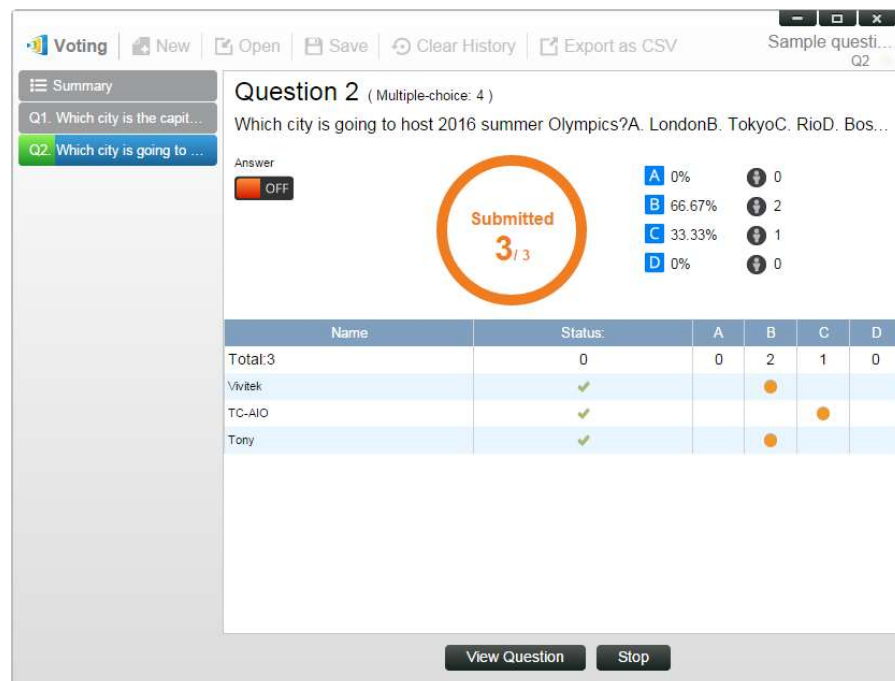 Voting New Open Save Clear History Export as CSV Sample questi...
Q2
Summary
Q1. Which city is the capit...
Q2. Which city is going to ...
Question 2 ( Multiple-choice: 4 )
Which city is going to host 2016 summer Olympics?A. LondonB. TokyoC. RioD. Bos...
Answer
OFF
Submitted
3/ 3
A 0% 0
B 66.67% 2
C 33.33% 1
D 0% 0
Name Status: A B C D
Total:3 0 0 2 1 0
Vivitek
TC-AIO
Tony
View Question Stop